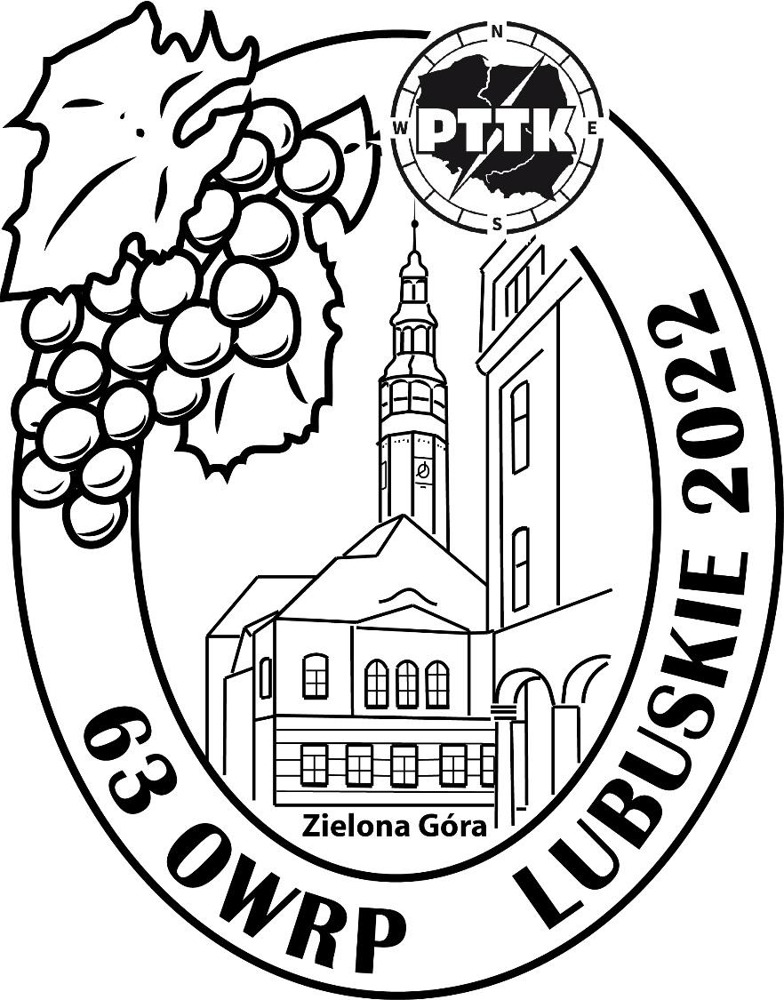 N
W PTTK E
S
Zielona Góra
63 OWRP LUBUSKIE 2022